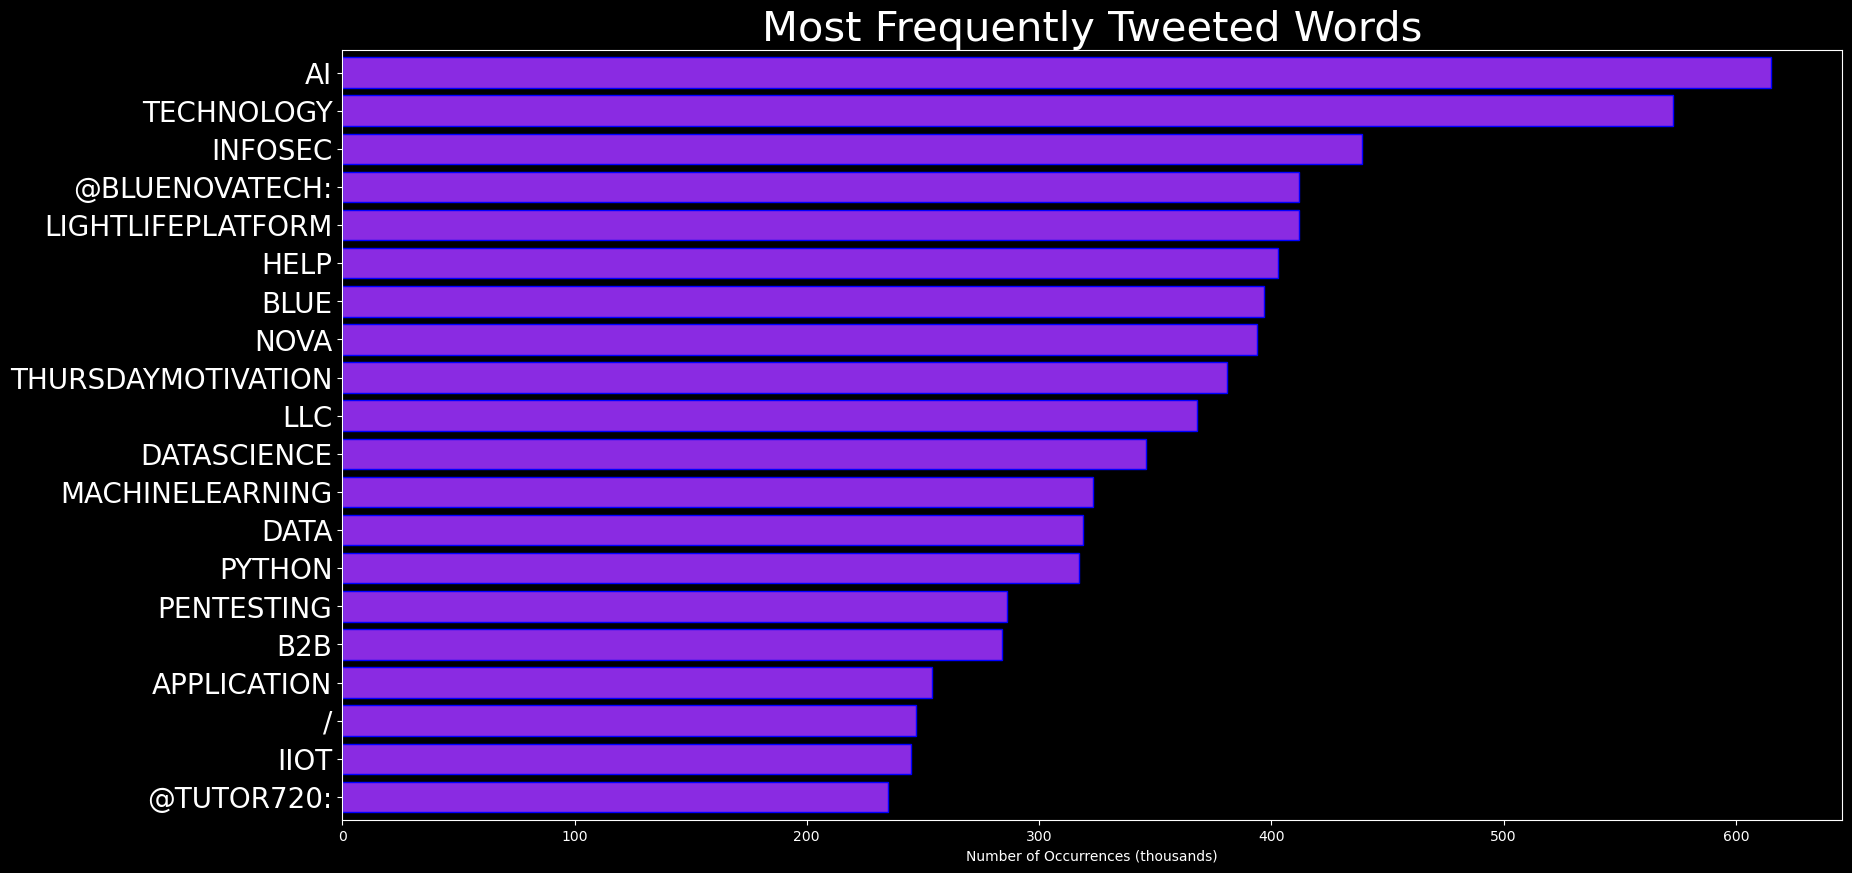 Most Frequently Tweeted Words
AI
TECHNOLOGY
INFOSEC
@BLUENOVATECH:
LIGHTLIFEPLATFORM
HELP
BLUE
NOVA
THURSDAYMOTIVATION
LLC
DATASCIENCE
MACHINELEARNING
DATA
PYTHON
PENTESTING
B2B
APPLICATION
/
IIOT
@TUTOR720:
0 100 200 300 400 500 600
Number of Occurrences (thousands)